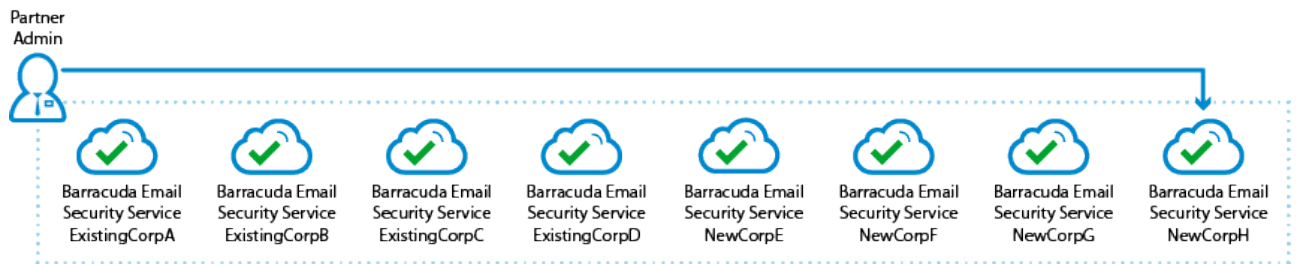 Partner
Admin
Barracuda Email
Security Service
ExistingCorpA
Barracuda Email
Security Service
ExistingCorpB
Barracuda Email
Security Service
ExistingCorpC
Barracuda Email
Security Service
ExistingCorpD
Barracuda Email
Security Service
NewCorpE
Barracuda Email
Security Service
NewCorpF
Barracuda Email
Security Service
NewCorpG
Barracuda Email
Security Service
NewCorpH